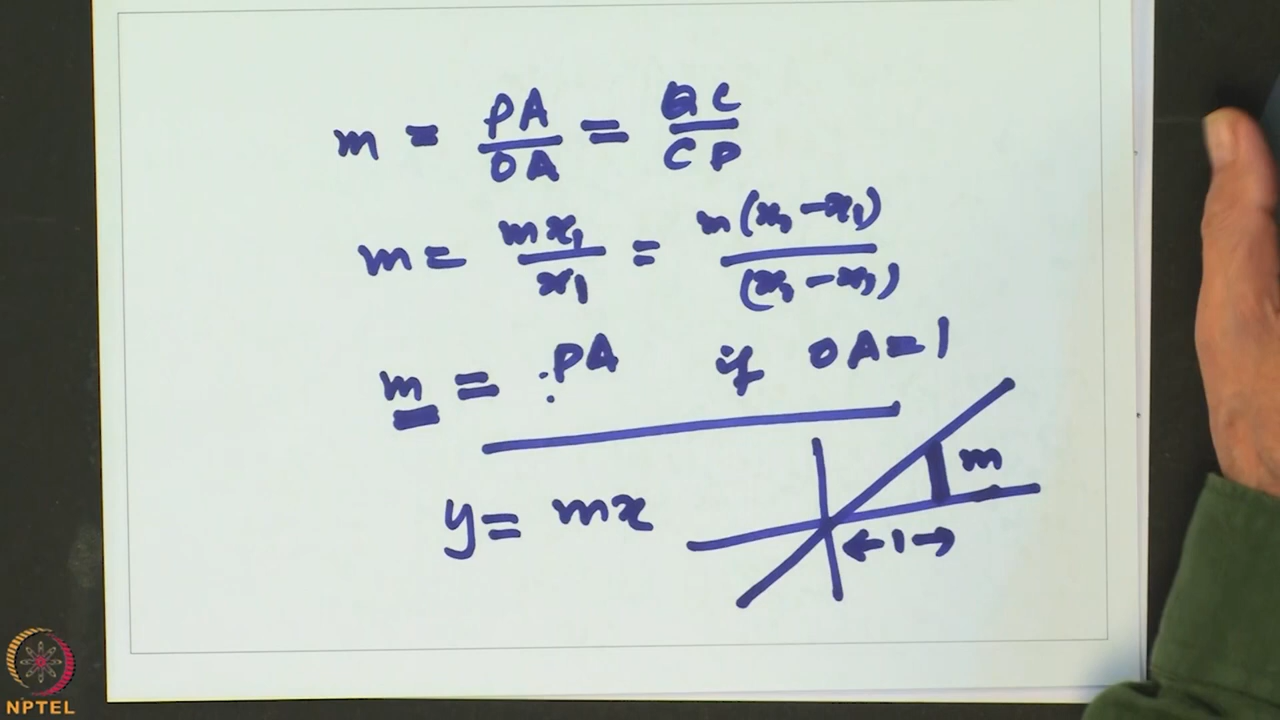 m = PA/OA = QC/CP
m = mx₁/x₁ = m(x₂-x₁)/(x₂-x₁)
m = PA if OA=1
y = mx
m
←1→
NPTEL